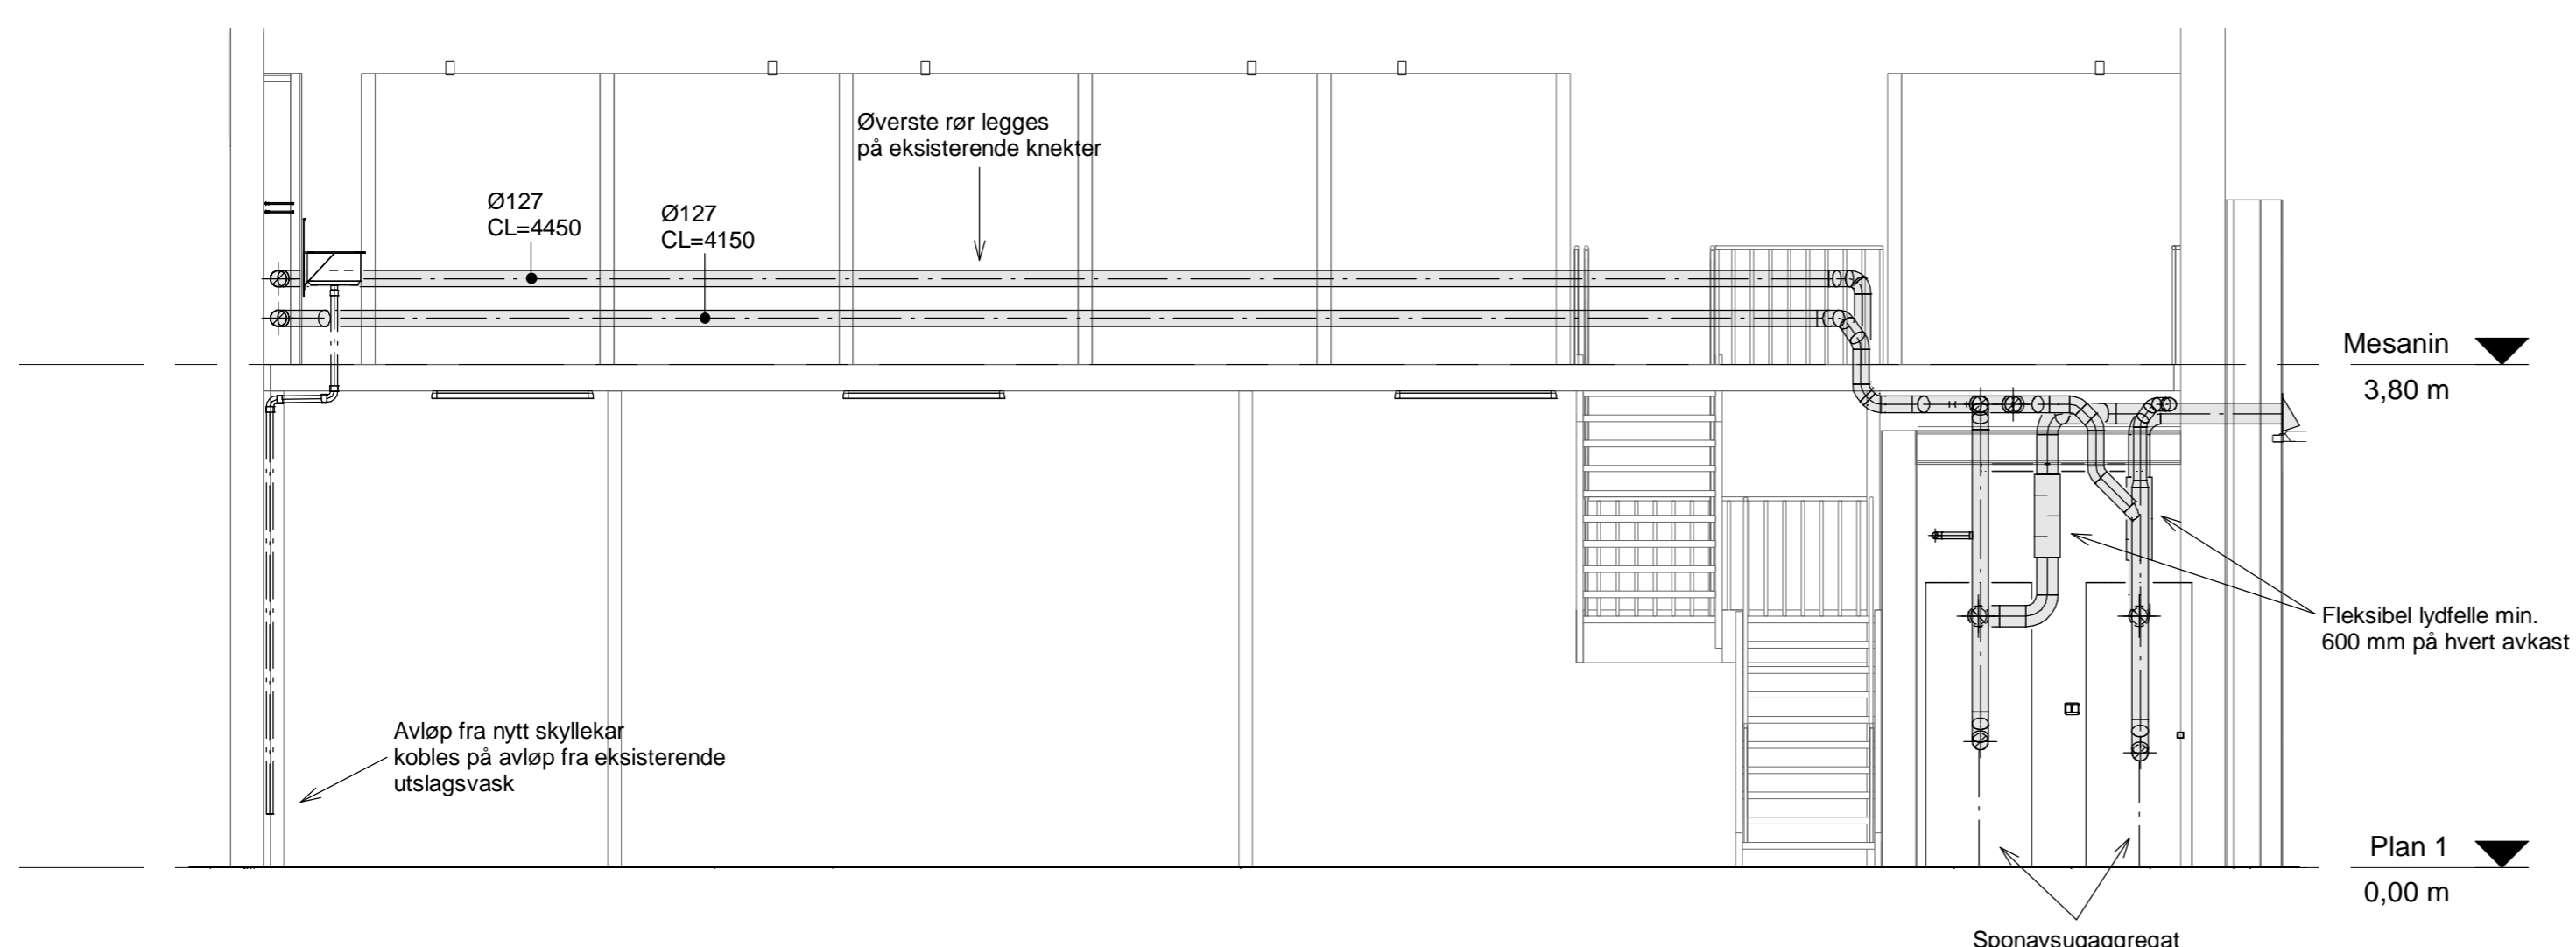 Øverste rør legges
på eksisterende knekter
Ø127
CL=4450
Ø127
CL=4150
Mesanin
3,80 m
Fleksibel lydfelle min.
600 mm på hvert avkast
Avløp fra nytt skyllekar
kobles på avløp fra eksisterende
utslagsvask
Plan 1
0,00 m
Sponavsugaggregat